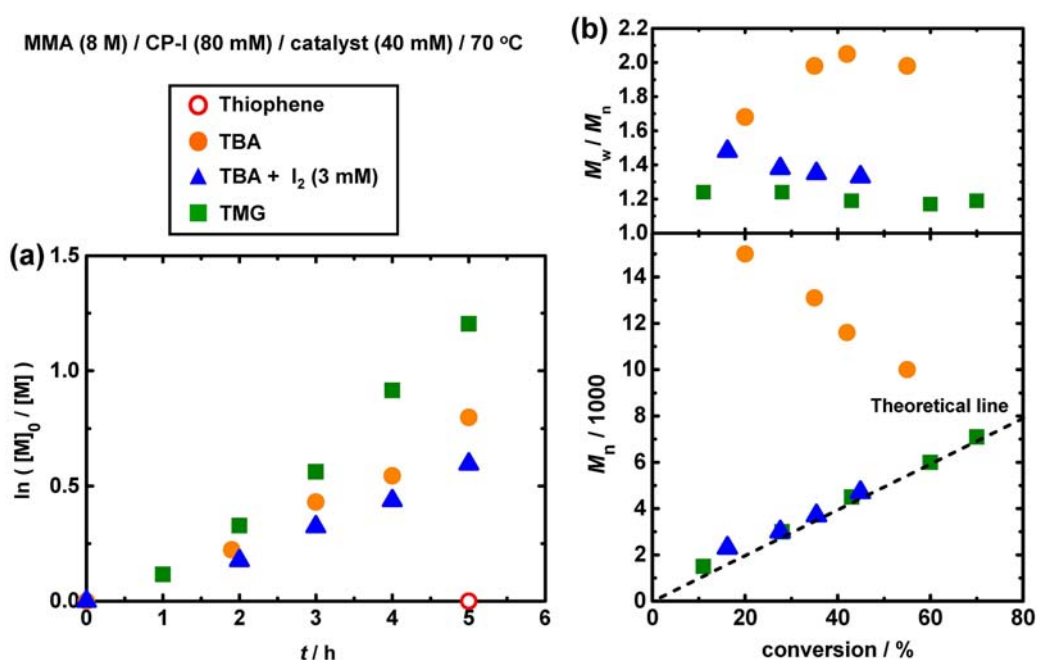 MMA (8 M) / CP-I (80 mM) / catalyst (40 mM) / 70 °C
Thiophene
TBA
TBA + I2 (3 mM)
TMG
(a)
1.5
1.0
0.5
0.0
ln ( [M]0 / [M] )
0 1 2 3 4 5 6
t / h
(b)
2.2
2.0
1.8
1.6
1.4
1.2
1.0
Mw / Mn
14
12
10
8
6
4
2
0
Mn / 1000
Theoretical line
0 20 40 60 80
conversion / %